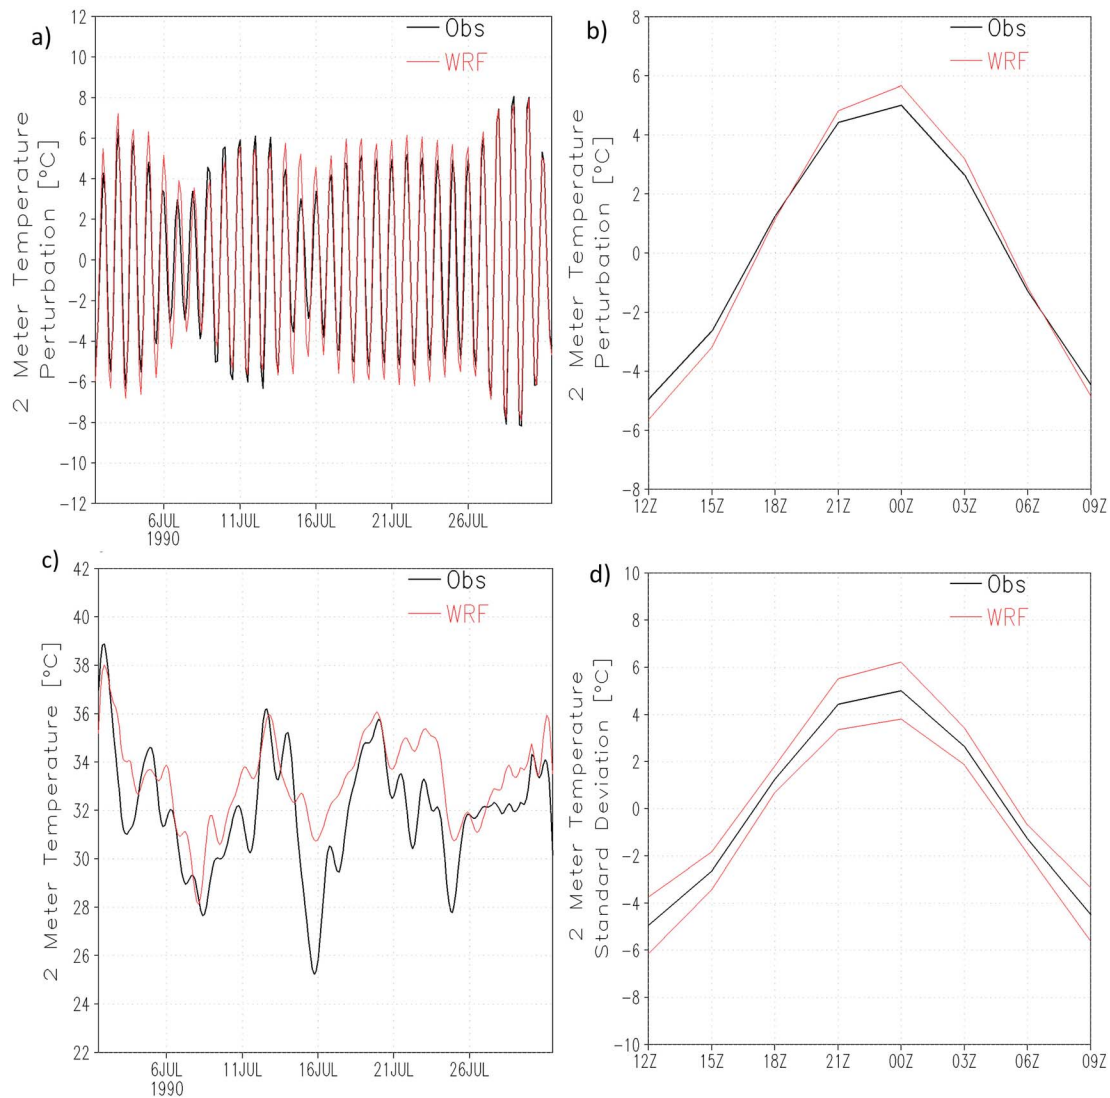 a)
Obs
WRF
2 Meter Temperature
Perturbation [°C]
12
10
8
6
4
2
0
-2
-4
-6
-8
-10
-12
6JUL
1990
11JUL
16JUL
21JUL
26JUL
b)
Obs
WRF
2 Meter Temperature
Perturbation [°C]
8
6
4
2
0
-2
-4
-6
-8
12Z
15Z
18Z
21Z
00Z
03Z
06Z
09Z
c)
Obs
WRF
2 Meter Temperature [°C]
42
40
38
36
34
32
30
28
26
24
22
6JUL
1990
11JUL
16JUL
21JUL
26JUL
d)
Obs
WRF
2 Meter Temperature
Standard Deviation [°C]
10
8
6
4
2
0
-2
-4
-6
-8
-10
12Z
15Z
18Z
21Z
00Z
03Z
06Z
09Z